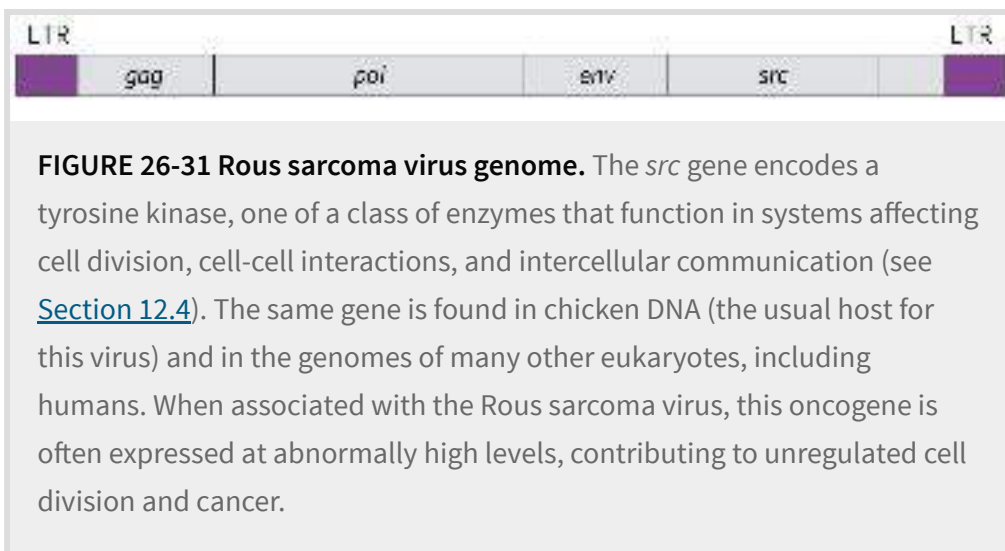 LTR LTR
gag pol env src
FIGURE 26-31 Rous sarcoma virus genome. The src gene encodes a
tyrosine kinase, one of a class of enzymes that function in systems affecting
cell division, cell-cell interactions, and intercellular communication (see
Section 12.4). The same gene is found in chicken DNA (the usual host for
this virus) and in the genomes of many other eukaryotes, including
humans. When associated with the Rous sarcoma virus, this oncogene is
often expressed at abnormally high levels, contributing to unregulated cell
division and cancer.